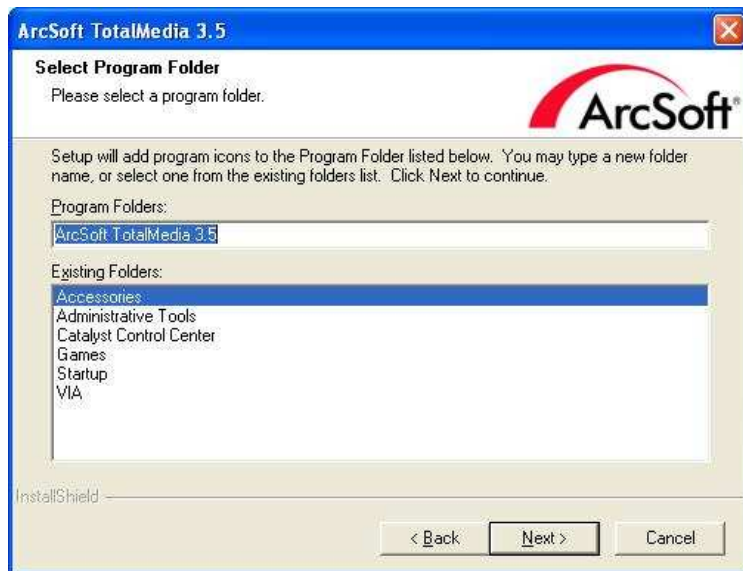 ArcSoft TotalMedia 3.5
Select Program Folder
Please select a program folder.
ArcSoft®
Setup will add program icons to the Program Folder listed below. You may type a new folder
name, or select one from the existing folders list. Click Next to continue.
Program Folders:
ArcSoft TotalMedia 3.5
Existing Folders:
Accessories
Administrative Tools
Catalyst Control Center
Games
Startup
VIA
InstallShield
< Back
Next >
Cancel